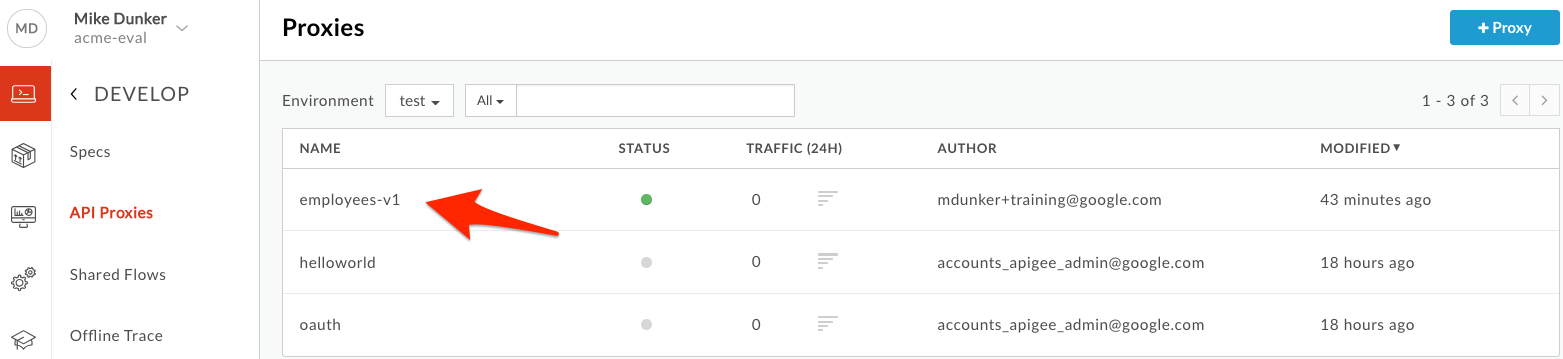 MD
Mike Dunker
acme-eval
DEVELOP
Specs
API Proxies
Shared Flows
Offline Trace
Proxies
+ Proxy
Environment test All 1 - 3 of 3
NAME STATUS TRAFFIC (24H) AUTHOR MODIFIED
employees-v1 0 mdunker+training@google.com 43 minutes ago
helloworld 0 accounts_apigee_admin@google.com 18 hours ago
oauth 0 accounts_apigee_admin@google.com 18 hours ago